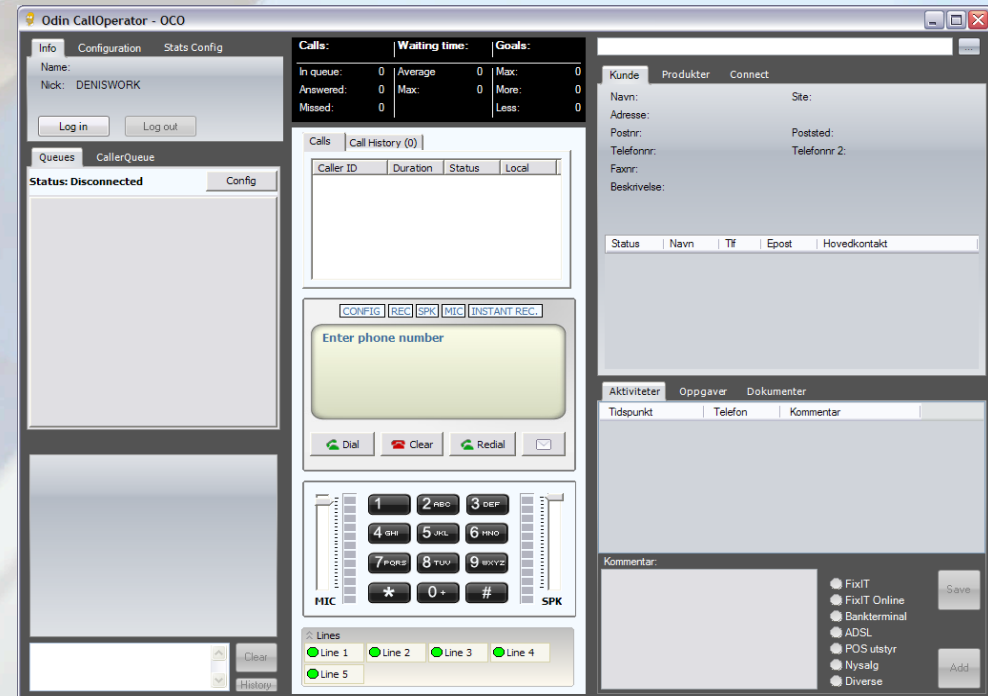 Odin CallOperator - OCO
Info Configuration Stats Config
Name:
Nick: DENISWORK
Log in Log out
Queues CallerQueue
Status: Disconnected Config
Clear
History
Calls: Waiting time: Goals:
In queue: 0 Average 0 Max: 0
Answered: 0 Max: 0 More: 0
Missed: 0 Less: 0
Calls Call History (0)
Caller ID Duration Status Local
CONFIG REC SPK MIC INSTANT REC.
Enter phone number
Dial Clear Redial
1 2 ABC 3 DEF
4 GHI 5 JKL 6 MNO
7 PQRS 8 TUV 9 WXYZ
* 0 + #
MIC SPK
Lines
Line 1 Line 2 Line 3 Line 4
Line 5
...
Kunde Produkter Connect
Navn: Site:
Adresse:
Postnr: Poststed:
Telefonnr: Telefonnr 2:
Faxnr:
Beskrivelse:
Status Navn Tlf Epost Hovedkontakt
Aktiviteter Oppgaver Dokumenter
Tidspunkt Telefon Kommentar
Kommentar:
FixIT
FixIT Online
Bankterminal
ADSL
POS utstyr
Nysalg
Diverse
Save
Add